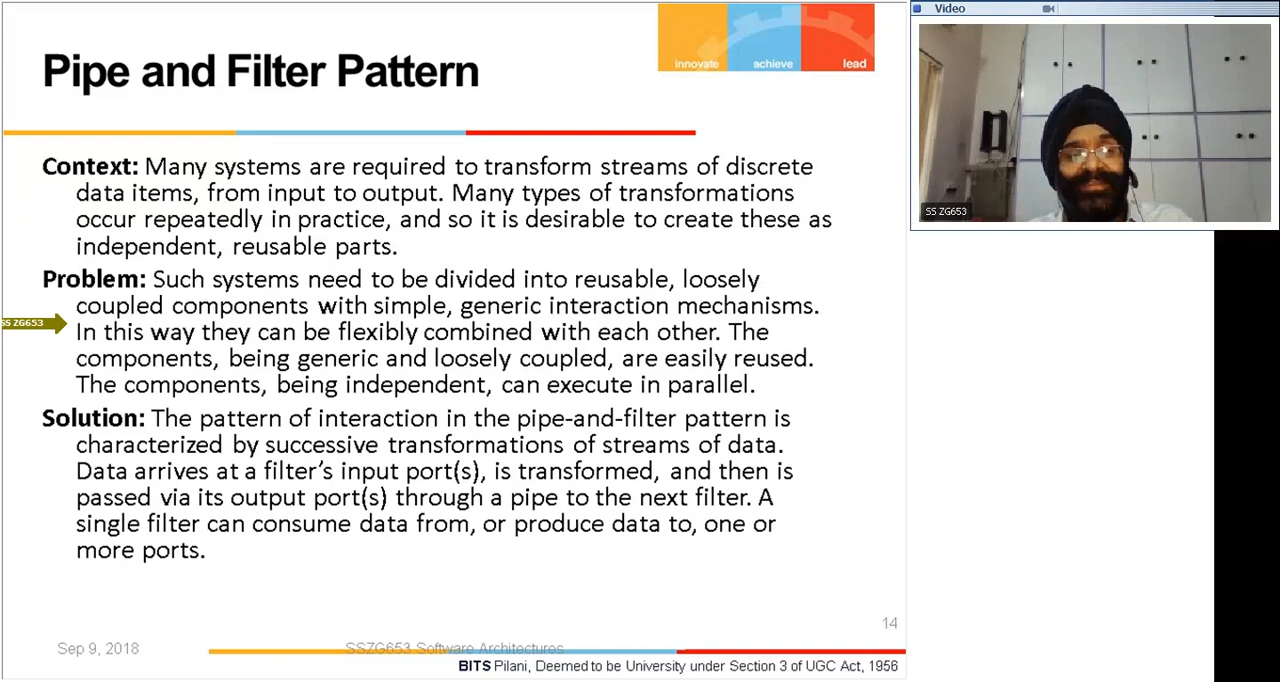 Pipe and Filter Pattern
innovate achieve lead
Context: Many systems are required to transform streams of discrete
data items, from input to output. Many types of transformations
occur repeatedly in practice, and so it is desirable to create these as
independent, reusable parts.
Problem: Such systems need to be divided into reusable, loosely
coupled components with simple, generic interaction mechanisms.
In this way they can be flexibly combined with each other. The
components, being generic and loosely coupled, are easily reused.
The components, being independent, can execute in parallel.
Solution: The pattern of interaction in the pipe-and-filter pattern is
characterized by successive transformations of streams of data.
Data arrives at a filter's input port(s), is transformed, and then is
passed via its output port(s) through a pipe to the next filter. A
single filter can consume data from, or produce data to, one or
more ports.
SS ZG653
14
Sep 9, 2018
SSZG653 Software Architectures
BITS Pilani, Deemed to be University under Section 3 of UGC Act, 1956
Video
SS ZG653